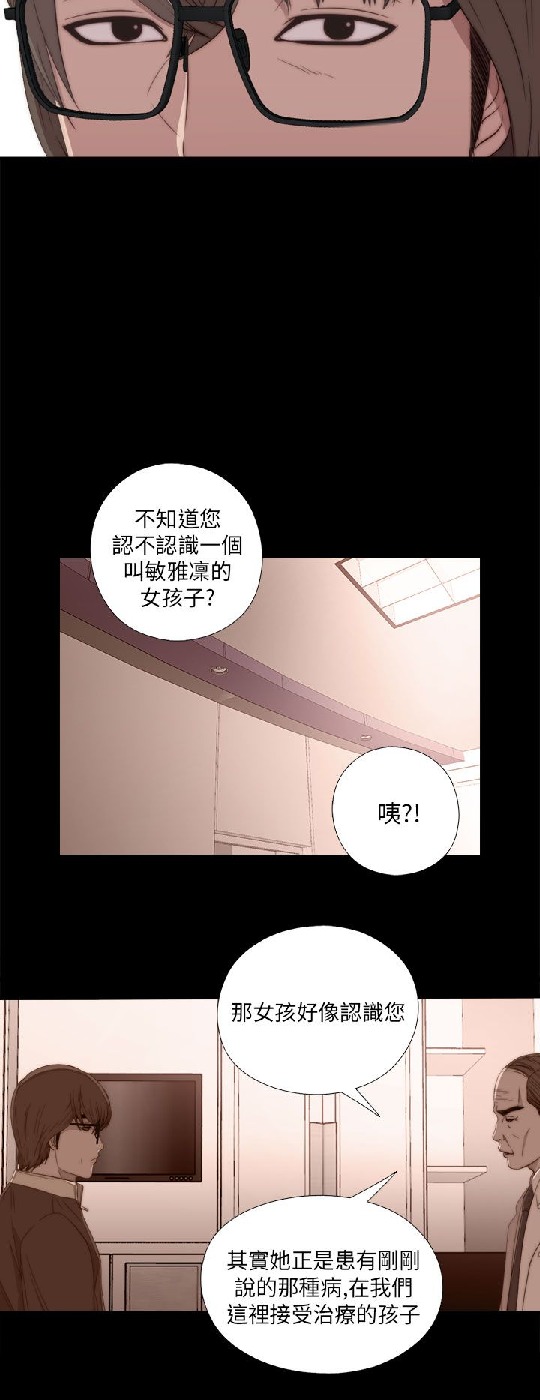 不知道您
認不認識一個
叫敏雅凜的
女孩子?
咦?!
那女孩好像認識您
其實她正是患有剛剛
說的那種病,在我們
這裡接受治療的孩子